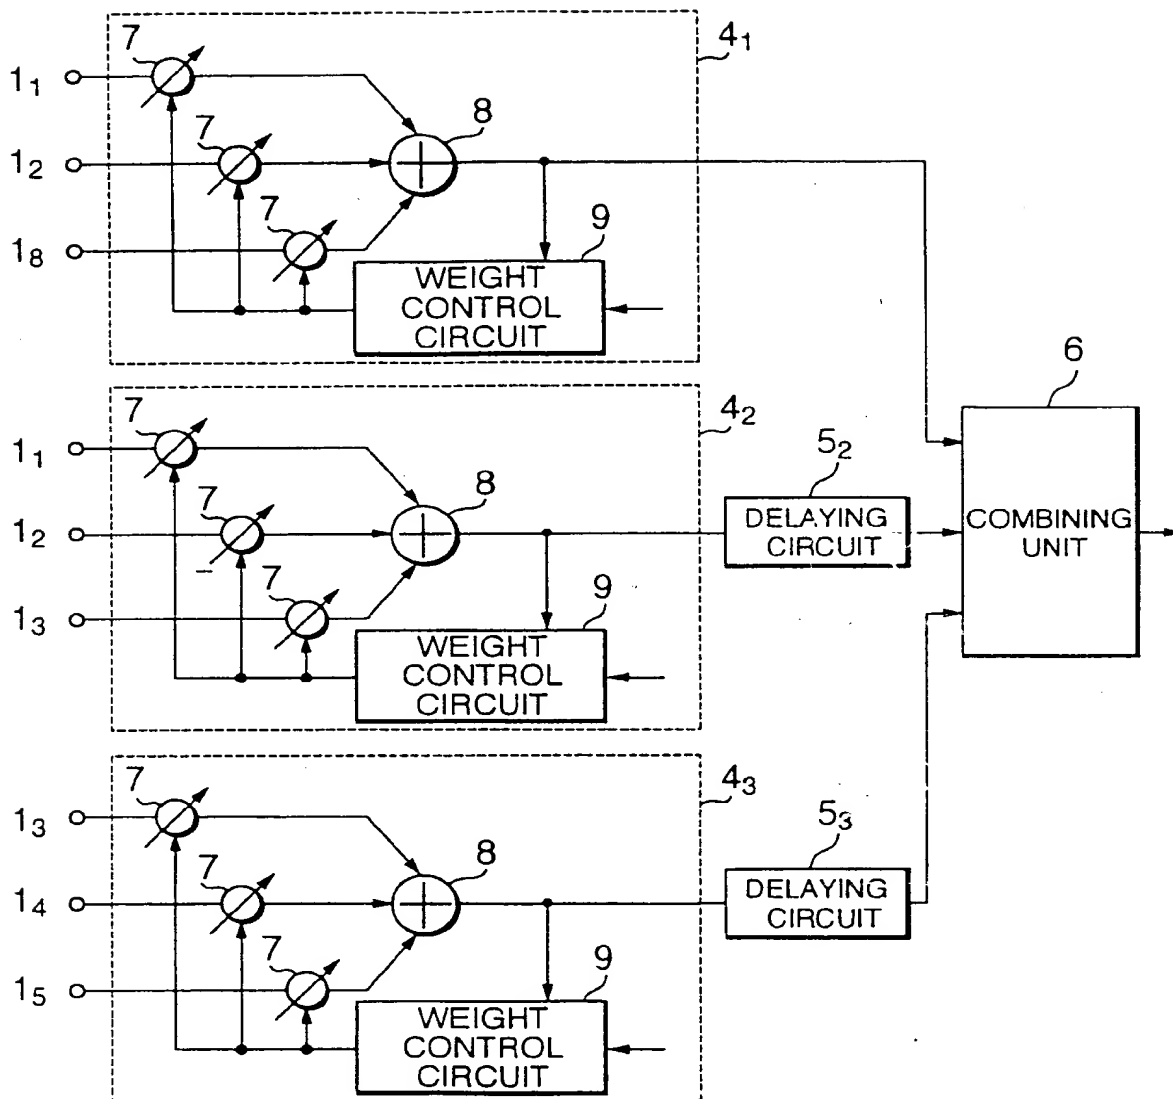 7
4₁
1₁
8
7
1₂
7
9
1₈
WEIGHT
CONTROL
CIRCUIT
6
7
4₂
1₁
5₂
8
7
1₂
DELAYING
CIRCUIT
COMBINING
UNIT
7
9
1₃
WEIGHT
CONTROL
CIRCUIT
7
4₃
1₃
5₃
8
7
1₄
DELAYING
CIRCUIT
7
9
1₅
WEIGHT
CONTROL
CIRCUIT